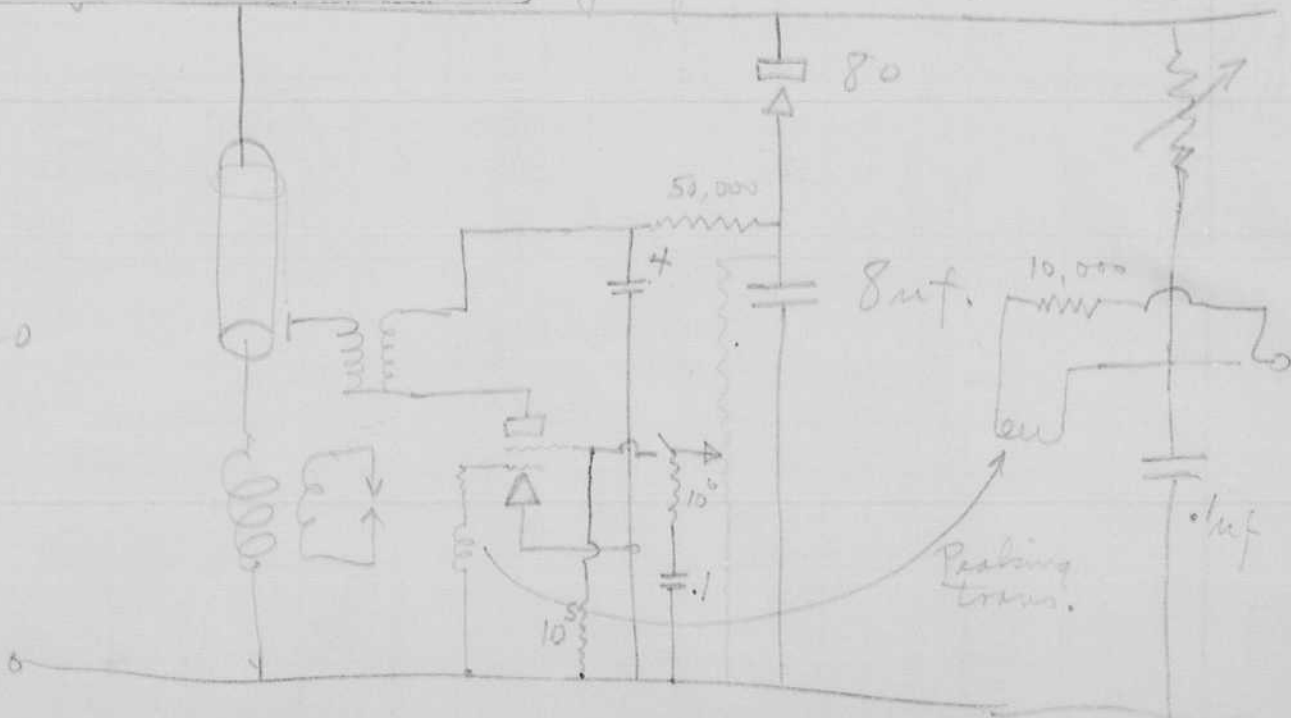 80
50,000
.4
8 uf.
10,000
10⁶
.1
.1uf
Peaking
trans.
10⁵